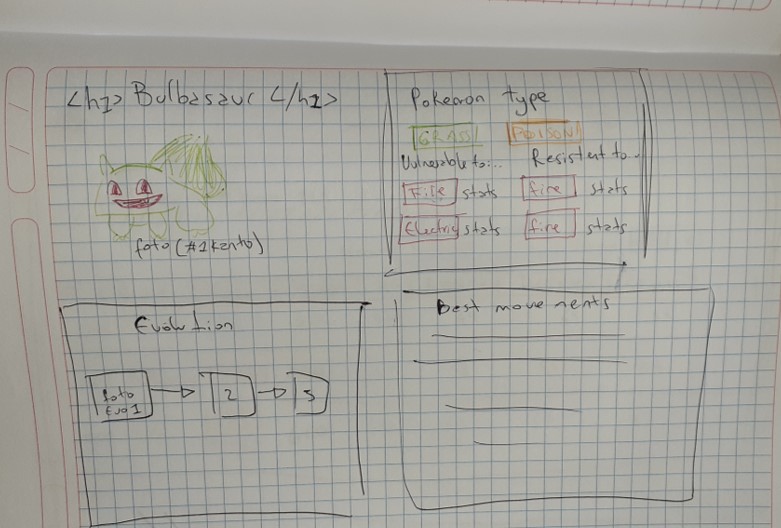 <h1> Bulbasaur </h1>
foto (#1 Kanto)
Pokemon type
GRASS POISON
Vulnerable to... Resistent to..
Fire stats fire stats
Electric stats fire stats
Evolution
foto
Evo 1
2
3
Best movements